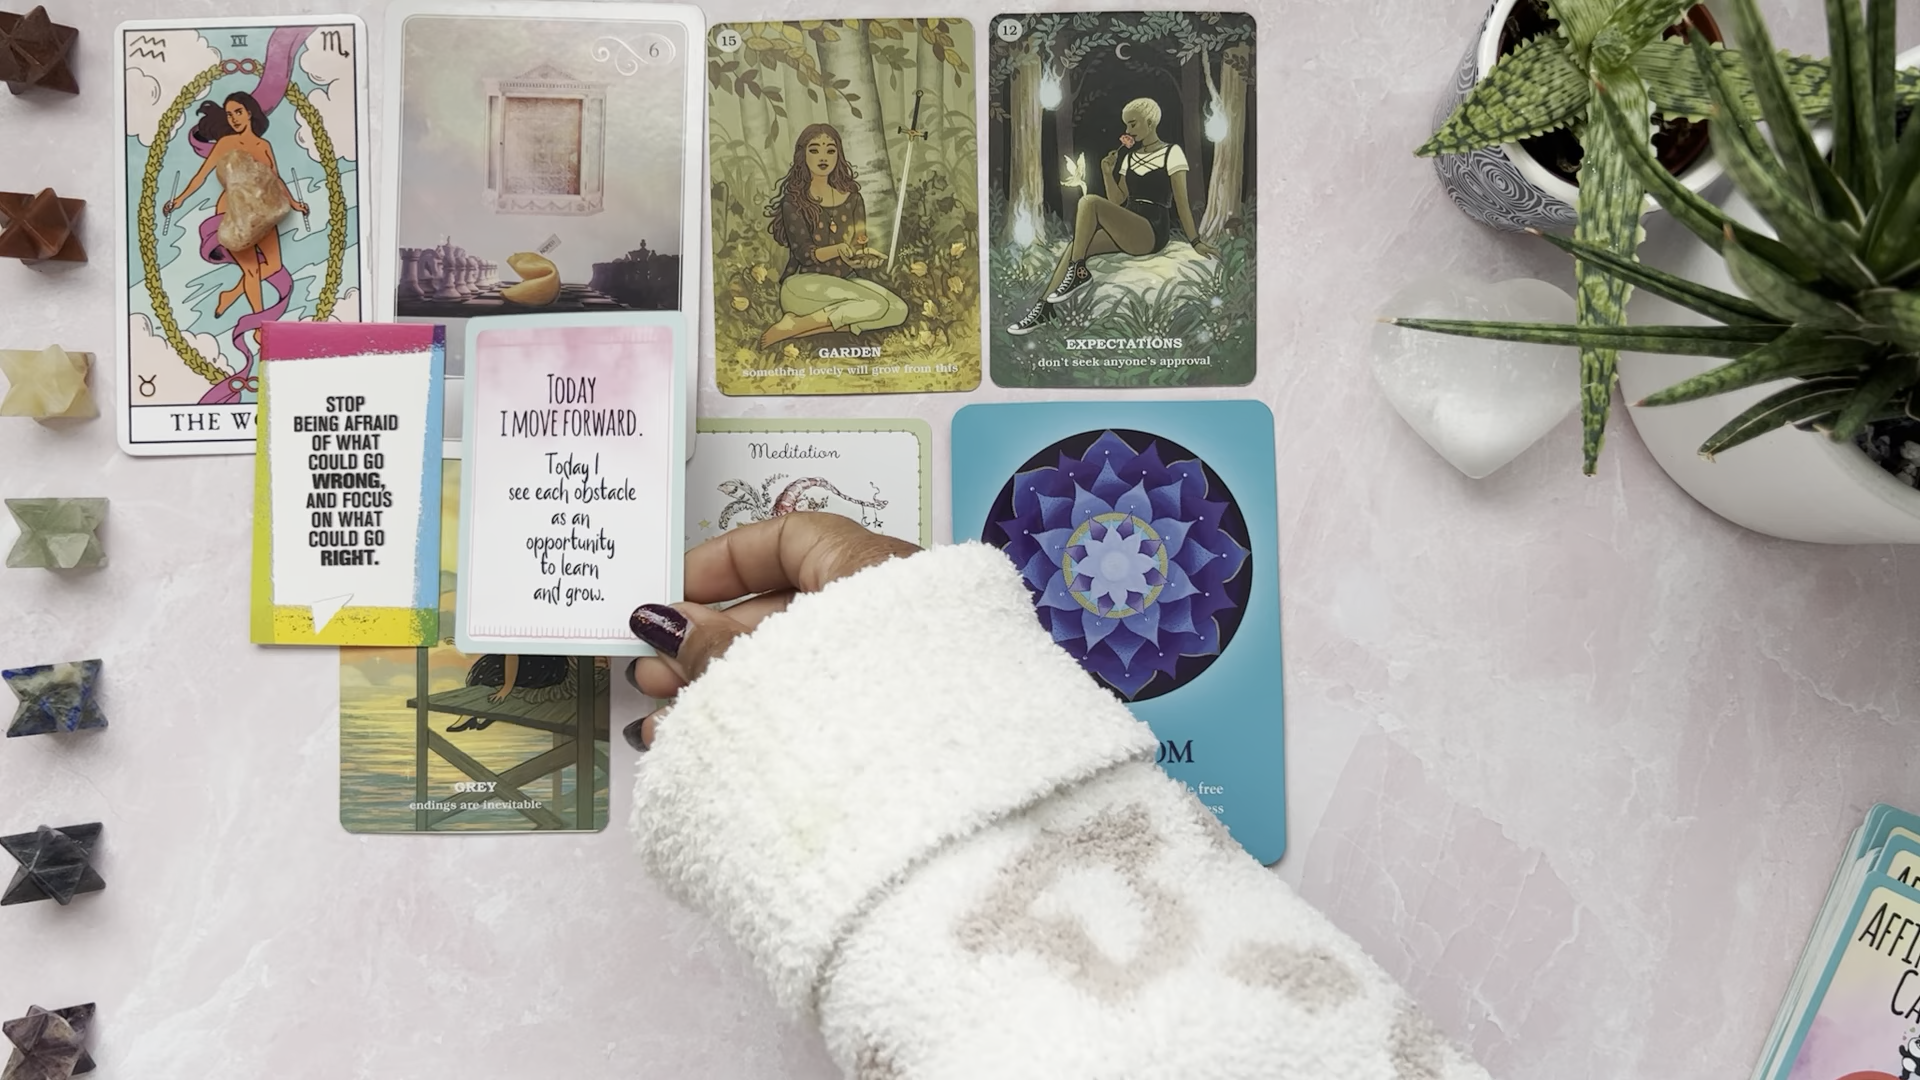 XXI
THE
6
15
GARDEN
something lovely will grow from this
12
EXPECTATIONS
don't seek anyone's approval
STOP
BEING AFRAID
OF WHAT
COULD GO
WRONG,
AND FOCUS
ON WHAT
COULD GO
RIGHT.
TODAY
I MOVE FORWARD.
Today I
see each obstacle
as an
opportunity
to learn
and grow.
Meditation
GREY
endings are inevitable
free